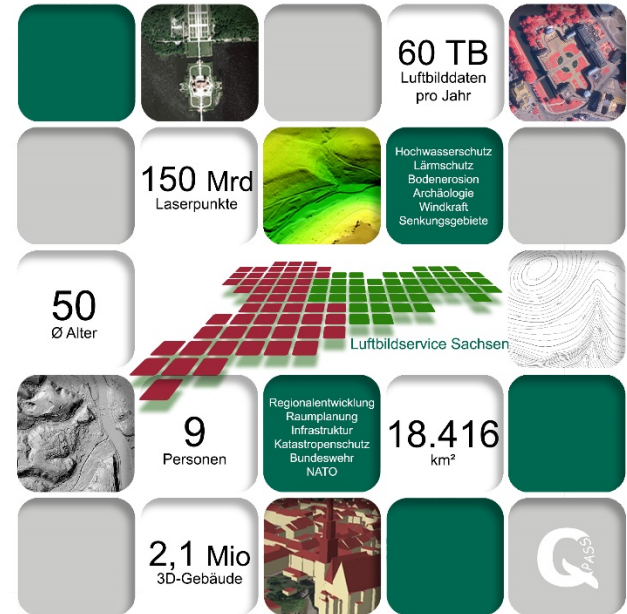 60 TB
Luftbilddaten
pro Jahr
150 Mrd
Laserpunkte
Hochwasserschutz
Lärmschutz
Bodenerosion
Archäologie
Windkraft
Senkungsgebiete
50
Ø Alter
Luftbildservice Sachsen
9
Personen
Regionalentwicklung
Raumplanung
Infrastruktur
Katastropenschutz
Bundeswehr
NATO
18.416
km²
2,1 Mio
3D-Gebäude
Q
PASS